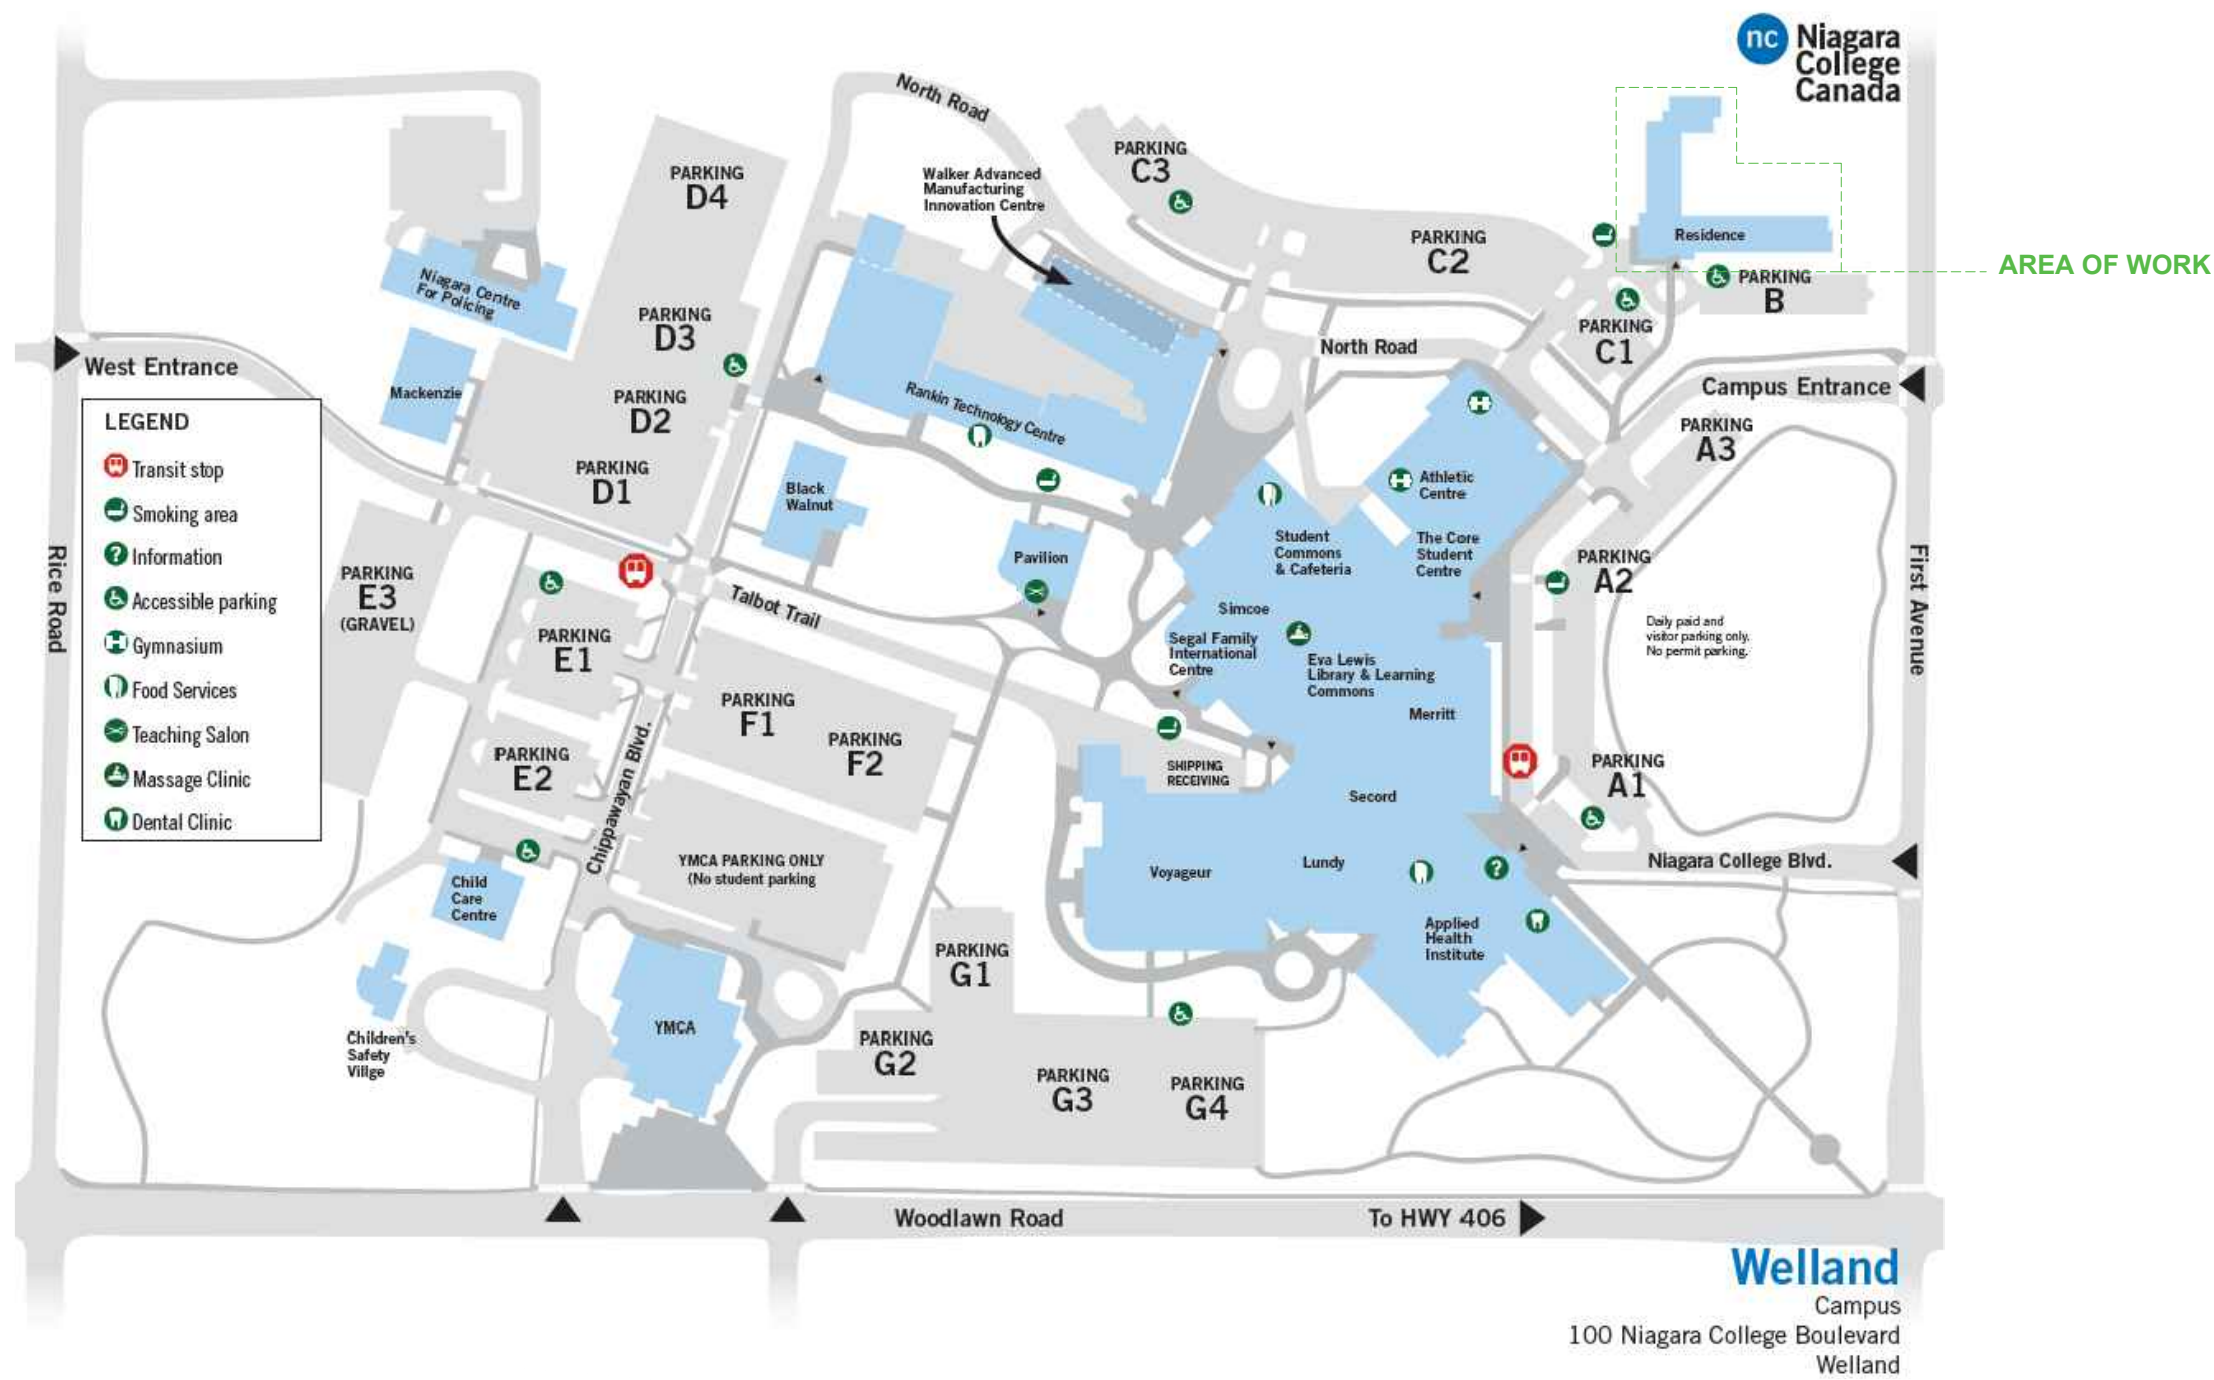 nc Niagara
College
Canada
North Road
PARKING
C3
PARKING
D4
Walker Advanced
Manufacturing
Innovation Centre
PARKING
C2
Residence
AREA OF WORK
PARKING
B
Niagara Centre
For Policing
PARKING
D3
PARKING
C1
North Road
West Entrance
Mackenzie
PARKING
D2
Rankin Technology Centre
Campus Entrance
PARKING
A3
LEGEND
Transit stop
Smoking area
Information
Accessible parking
Gymnasium
Food Services
Teaching Salon
Massage Clinic
Dental Clinic
PARKING
D1
Black
Walnut
Athletic
Centre
Student
Commons
& Cafeteria
The Core
Student
Centre
Pavilion
PARKING
A2
Rice Road
First Avenue
PARKING
E3
(GRAVEL)
Talbot Trail
Simcoe
Daily paid and
visitor parking only.
No permit parking.
PARKING
E1
Segal Family
International
Centre
Eva Lewis
Library & Learning
Commons
PARKING
F1
Merritt
PARKING
F2
PARKING
E2
Chippawayan Blvd.
SHIPPING
RECEIVING
PARKING
A1
Secord
YMCA PARKING ONLY
(No student parking
Voyageur
Lundy
Niagara College Blvd.
Child
Care
Centre
Applied
Health
Institute
PARKING
G1
YMCA
Children's
Safety
Villge
PARKING
G2
PARKING
G3
PARKING
G4
Woodlawn Road
To HWY 406
Welland
Campus
100 Niagara College Boulevard
Welland